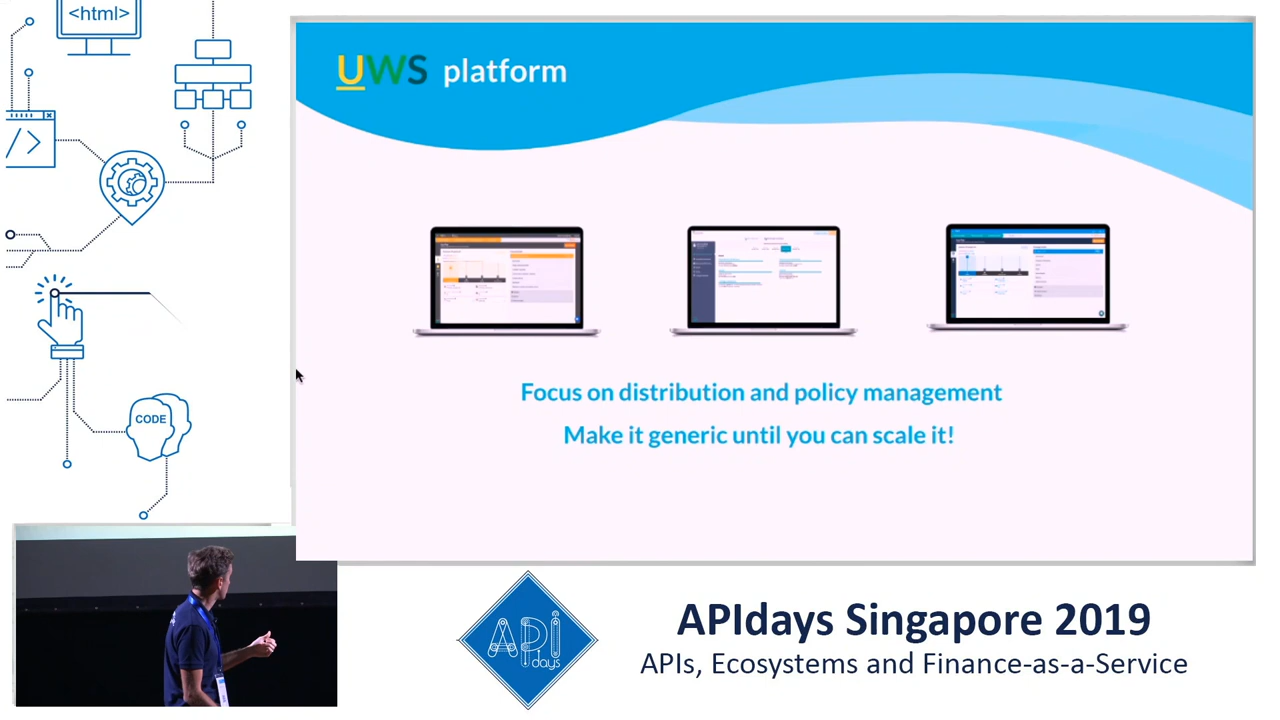 <html>
UWS platform
/>
CODE
Focus on distribution and policy management
Make it generic until you can scale it!
API
days
APIdays Singapore 2019
APIs, Ecosystems and Finance-as-a-Service